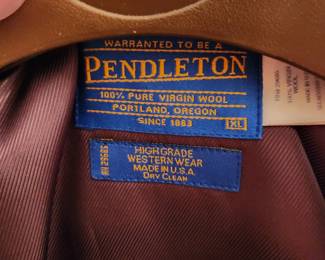 WARRANTED TO BE A
PENDLETON
100% PURE VIRGIN WOOL
PORTLAND, OREGON
SINCE 1863
XL
HIGH GRADE
WESTERN WEAR
MADE IN U.S.A.
DRY CLEAN